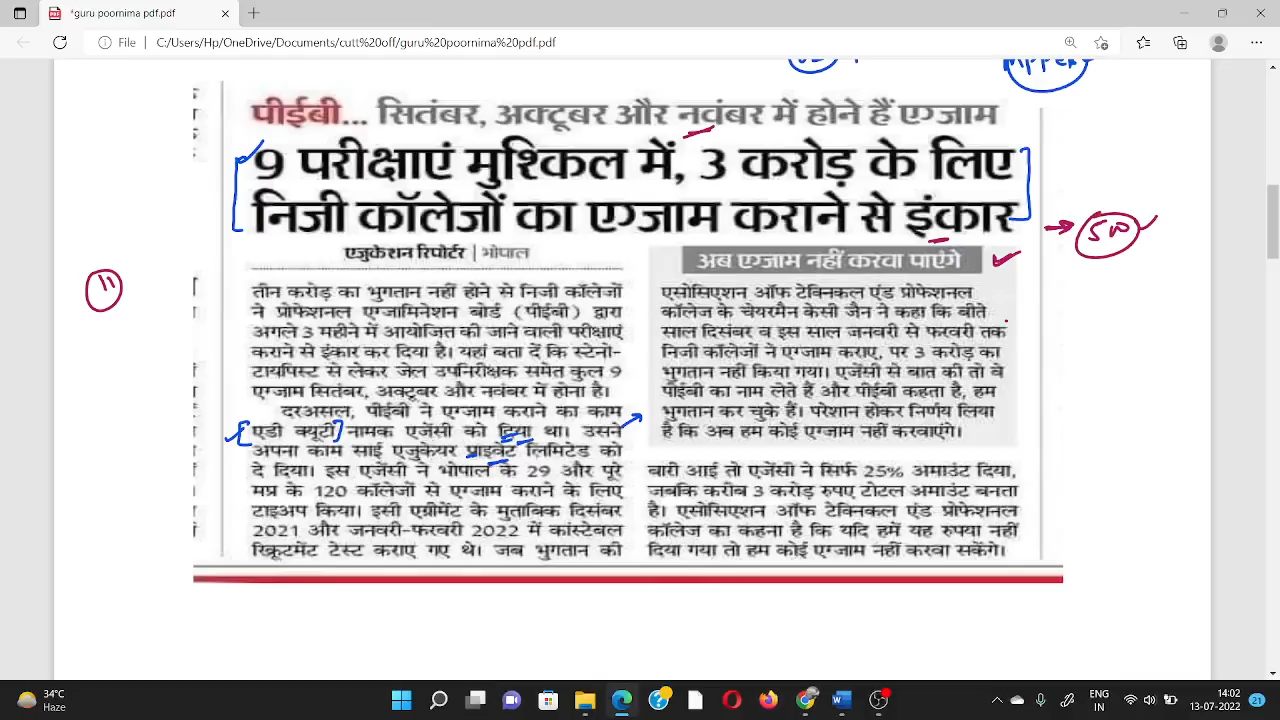 *guru poornima pdf.pdf
File | C:/Users/Hp/OneDrive/Documents/cutt%20off/guru%20poornima%20pdf.pdf
पीईबी... सितंबर, अक्टूबर और नवंबर में होने हैं एग्जाम
9 परीक्षाएं मुश्किल में, 3 करोड़ के लिए
निजी कॉलेजों का एग्जाम कराने से इंकार
एजुकेशन रिपोर्टर | भोपाल
तीन करोड़ का भुगतान नहीं होने से निजी कॉलेजों
ने प्रोफेशनल एग्जामिनेशन बोर्ड (पीईबी) द्वारा
अगले 3 महीने में आयोजित की जाने वाली परीक्षाएं
कराने से इंकार कर दिया है। यहां बता दें कि स्टेनो-
टायपिस्ट से लेकर जेल उपनिरीक्षक समेत कुल 9
एग्जाम सितंबर, अक्टूबर और नवंबर में होना है।
दरअसल, पीईबी ने एग्जाम कराने का काम
एडी क्यूटी नामक एजेंसी को दिया था। उसने
अपना काम साई एजुकेयर प्राइवेट लिमिटेड को
दे दिया। इस एजेंसी ने भोपाल के 29 और पूरे
मप्र के 120 कॉलेजों से एग्जाम कराने के लिए
टाइअप किया। इसी एग्रीमेंट के मुताबिक दिसंबर
2021 और जनवरी-फरवरी 2022 में कांस्टेबल
रिक्रूटमेंट टेस्ट कराए गए थे। जब भुगतान की
अब एग्जाम नहीं करवा पाएंगे
एसोसिएशन ऑफ टेक्निकल एंड प्रोफेशनल
कॉलेज के चेयरमैन केसी जैन ने कहा कि बीते
साल दिसंबर व इस साल जनवरी से फरवरी तक
निजी कॉलेजों ने एग्जाम कराए, पर 3 करोड़ का
भुगतान नहीं किया गया। एजेंसी से बात की तो वे
पीईबी का नाम लेते हैं और पीईबी कहता है, हम
भुगतान कर चुके हैं। परेशान होकर निर्णय लिया
है कि अब हम कोई एग्जाम नहीं करवाएंगे।
बारी आई तो एजेंसी ने सिर्फ 25% अमाउंट दिया,
जबकि करीब 3 करोड़ रुपए टोटल अमाउंट बनता
है। एसोसिएशन ऑफ टेक्निकल एंड प्रोफेशनल
कॉलेज का कहना है कि यदि हमें यह रुपया नहीं
दिया गया तो हम कोई एग्जाम नहीं करवा सकेंगे।
34°C
Haze
ENG
IN
14:02
13-07-2022
21